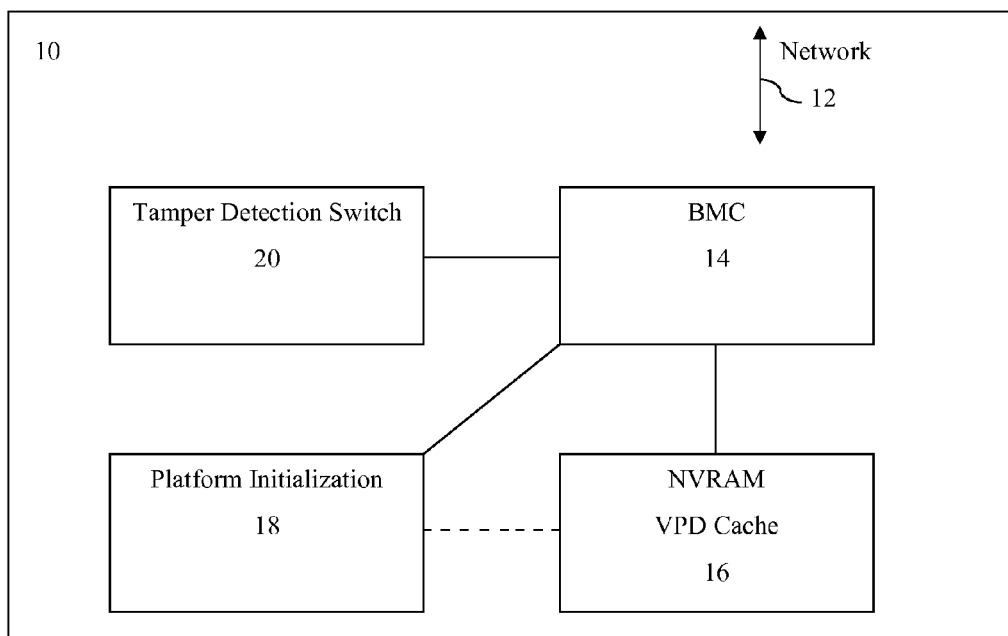 10
Network
12
Tamper Detection Switch
20
BMC
14
Platform Initialization
18
NVRAM
VPD Cache
16